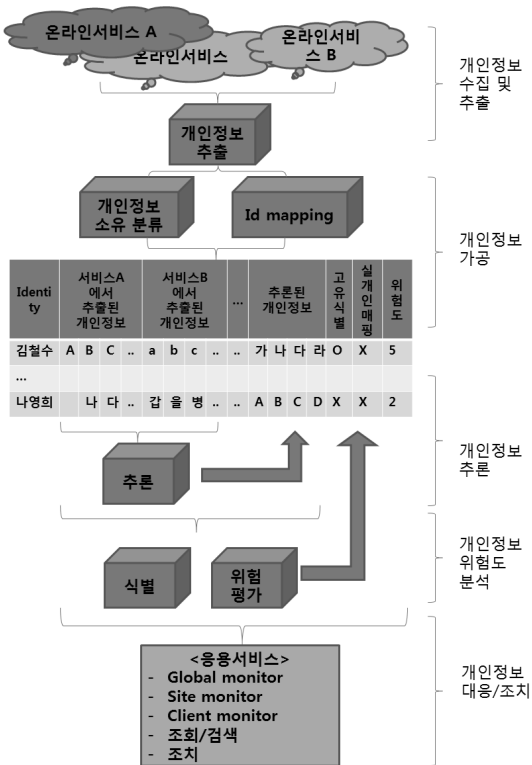 온라인서비스 A
온라인서비스
온라인서비
스 B
개인정보
수집 및
추출
개인정보
추출
개인정보
소유 분류
Id mapping
개인정보
가공
Identi
ty
서비스A
에서
추출된
개인정보
서비스B
에서
추출된
개인정보
...
추론된
개인정보
고유식별
실개인매핑
위험도
김철수 A B C .. a b c .. .. 가 나 다 라 O X 5
...
나영희 나 다 .. 갑 을 병 .. .. A B C D X X 2
추론
개인정보
추론
식별
위험
평가
개인정보
위험도
분석
<응용서비스>
- Global monitor
- Site monitor
- Client monitor
- 조회/검색
- 조치
개인정보
대응/조치